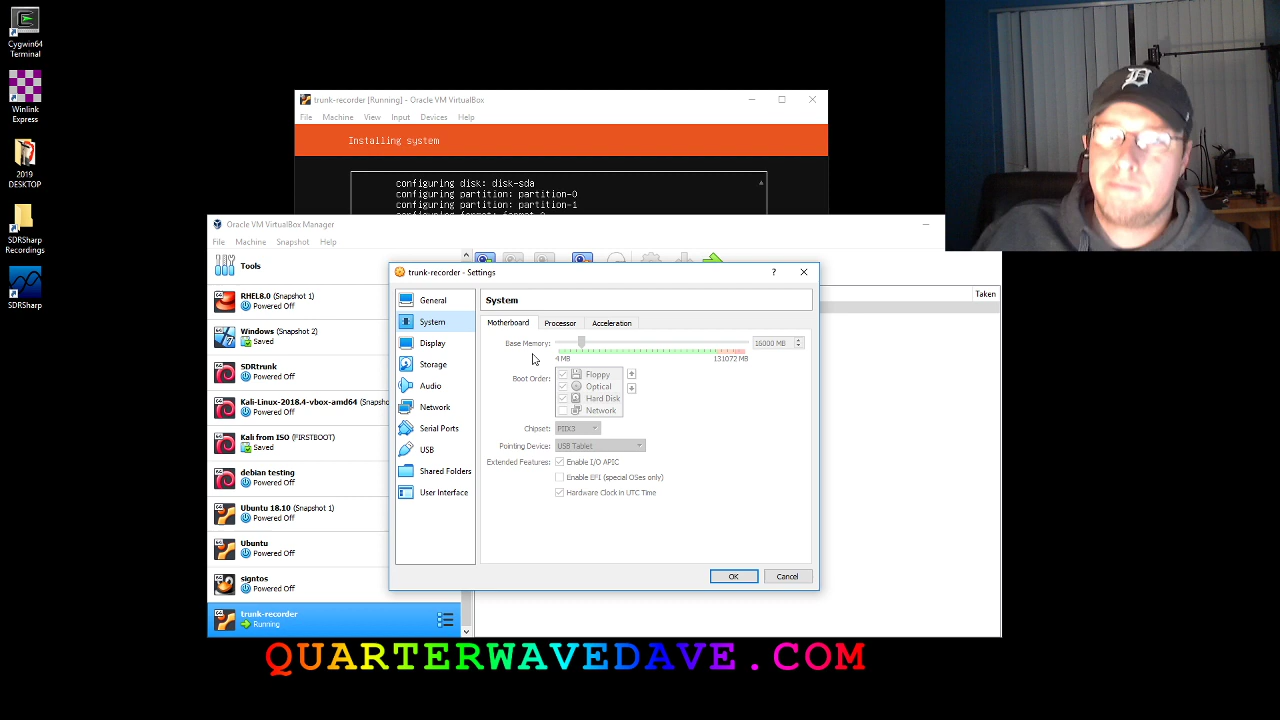 Cygwin64
Terminal
Winlink
Express
2019
DESKTOP
SDRSharp
Recordings
SDRSharp
trunk-recorder [Running] - Oracle VM VirtualBox
File Machine View Input Devices Help
Installing system
configuring disk: disk-sda
configuring partition: partition-0
configuring partition: partition-1
Oracle VM VirtualBox Manager
File Machine Snapshot Help
Tools
Taken
RHEL8.0 (Snapshot 1)
Powered Off
Windows (Snapshot 2)
Saved
SDRtrunk
Powered Off
Kali-Linux-2018.4-vbox-amd64
Powered Off
Kali from ISO (FIRSTBOOT)
Saved
debian testing
Powered Off
Ubuntu 18.10 (Snapshot 1)
Powered Off
Ubuntu
Powered Off
signtos
Powered Off
trunk-recorder
Running
trunk-recorder - Settings
General
System
Display
Storage
Audio
Network
Serial Ports
USB
Shared Folders
User Interface
System
Motherboard Processor Acceleration
Base Memory: 16000 MB
4 MB 131072 MB
Boot Order: Floppy
Optical
Hard Disk
Network
Chipset: PIIX3
Pointing Device: USB Tablet
Extended Features: Enable I/O APIC
Enable EFI (special OSes only)
Hardware Clock in UTC Time
OK Cancel
QUARTERWAVEDAVE.COM